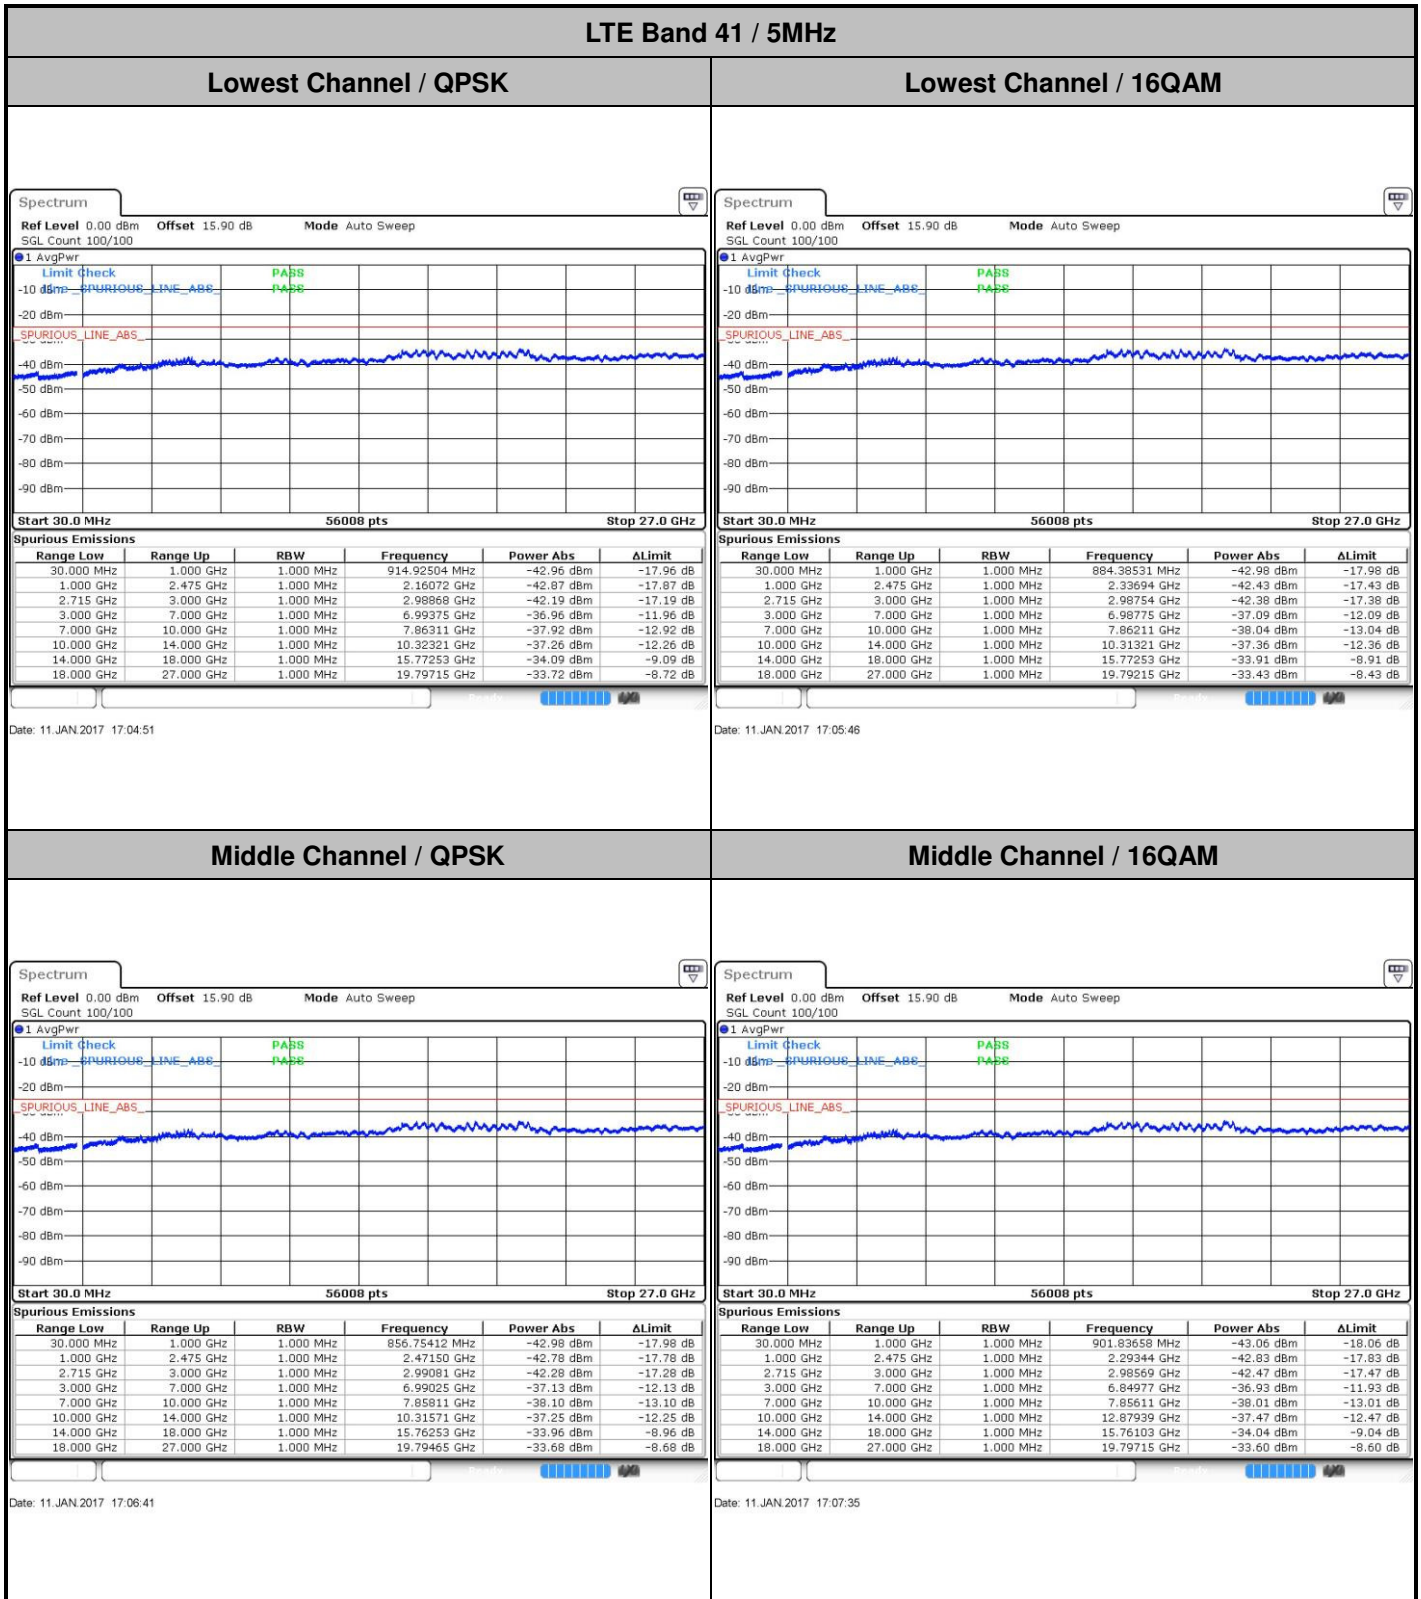 LTE Band 41 / 5MHz
Lowest Channel / QPSK
Lowest Channel / 16QAM
Spectrum
Ref Level 0.00 dBm Offset 15.90 dB Mode Auto Sweep
SGL Count 100/100
1 AvgPwr
Limit Check PASS
-10 dBm Line _SPURIOUS_LINE_ABS_ PASS
-20 dBm
_SPURIOUS_LINE_ABS_
-40 dBm
-50 dBm
-60 dBm
-70 dBm
-80 dBm
-90 dBm
Start 30.0 MHz 56008 pts Stop 27.0 GHz
Spurious Emissions
Range Low Range Up RBW Frequency Power Abs ΔLimit
30.000 MHz 1.000 GHz 1.000 MHz 914.92504 MHz -42.96 dBm -17.96 dB
1.000 GHz 2.475 GHz 1.000 MHz 2.16072 GHz -42.87 dBm -17.87 dB
2.715 GHz 3.000 GHz 1.000 MHz 2.98868 GHz -42.19 dBm -17.19 dB
3.000 GHz 7.000 GHz 1.000 MHz 6.99375 GHz -36.96 dBm -11.96 dB
7.000 GHz 10.000 GHz 1.000 MHz 7.86311 GHz -37.92 dBm -12.92 dB
10.000 GHz 14.000 GHz 1.000 MHz 10.32321 GHz -37.26 dBm -12.26 dB
14.000 GHz 18.000 GHz 1.000 MHz 15.77253 GHz -34.09 dBm -9.09 dB
18.000 GHz 27.000 GHz 1.000 MHz 19.79715 GHz -33.72 dBm -8.72 dB
Date: 11.JAN.2017 17:04:51
Spectrum
Ref Level 0.00 dBm Offset 15.90 dB Mode Auto Sweep
SGL Count 100/100
1 AvgPwr
Limit Check PASS
-10 dBm Line _SPURIOUS_LINE_ABS_ PASS
-20 dBm
_SPURIOUS_LINE_ABS_
-40 dBm
-50 dBm
-60 dBm
-70 dBm
-80 dBm
-90 dBm
Start 30.0 MHz 56008 pts Stop 27.0 GHz
Spurious Emissions
Range Low Range Up RBW Frequency Power Abs ΔLimit
30.000 MHz 1.000 GHz 1.000 MHz 884.38531 MHz -42.98 dBm -17.98 dB
1.000 GHz 2.475 GHz 1.000 MHz 2.33694 GHz -42.43 dBm -17.43 dB
2.715 GHz 3.000 GHz 1.000 MHz 2.98754 GHz -42.38 dBm -17.38 dB
3.000 GHz 7.000 GHz 1.000 MHz 6.98775 GHz -37.09 dBm -12.09 dB
7.000 GHz 10.000 GHz 1.000 MHz 7.86211 GHz -38.04 dBm -13.04 dB
10.000 GHz 14.000 GHz 1.000 MHz 10.31321 GHz -37.36 dBm -12.36 dB
14.000 GHz 18.000 GHz 1.000 MHz 15.77253 GHz -33.91 dBm -8.91 dB
18.000 GHz 27.000 GHz 1.000 MHz 19.79215 GHz -33.43 dBm -8.43 dB
Date: 11.JAN.2017 17:05:46
Middle Channel / QPSK
Middle Channel / 16QAM
Spectrum
Ref Level 0.00 dBm Offset 15.90 dB Mode Auto Sweep
SGL Count 100/100
1 AvgPwr
Limit Check PASS
-10 dBm Line _SPURIOUS_LINE_ABS_ PASS
-20 dBm
_SPURIOUS_LINE_ABS_
-40 dBm
-50 dBm
-60 dBm
-70 dBm
-80 dBm
-90 dBm
Start 30.0 MHz 56008 pts Stop 27.0 GHz
Spurious Emissions
Range Low Range Up RBW Frequency Power Abs ΔLimit
30.000 MHz 1.000 GHz 1.000 MHz 856.75412 MHz -42.98 dBm -17.98 dB
1.000 GHz 2.475 GHz 1.000 MHz 2.47150 GHz -42.78 dBm -17.78 dB
2.715 GHz 3.000 GHz 1.000 MHz 2.99081 GHz -42.28 dBm -17.28 dB
3.000 GHz 7.000 GHz 1.000 MHz 6.99025 GHz -37.13 dBm -12.13 dB
7.000 GHz 10.000 GHz 1.000 MHz 7.85811 GHz -38.10 dBm -13.10 dB
10.000 GHz 14.000 GHz 1.000 MHz 10.31571 GHz -37.25 dBm -12.25 dB
14.000 GHz 18.000 GHz 1.000 MHz 15.76253 GHz -33.96 dBm -8.96 dB
18.000 GHz 27.000 GHz 1.000 MHz 19.79465 GHz -33.68 dBm -8.68 dB
Date: 11.JAN.2017 17:06:41
Spectrum
Ref Level 0.00 dBm Offset 15.90 dB Mode Auto Sweep
SGL Count 100/100
1 AvgPwr
Limit Check PASS
-10 dBm Line _SPURIOUS_LINE_ABS_ PASS
-20 dBm
_SPURIOUS_LINE_ABS_
-40 dBm
-50 dBm
-60 dBm
-70 dBm
-80 dBm
-90 dBm
Start 30.0 MHz 56008 pts Stop 27.0 GHz
Spurious Emissions
Range Low Range Up RBW Frequency Power Abs ΔLimit
30.000 MHz 1.000 GHz 1.000 MHz 901.83658 MHz -43.06 dBm -18.06 dB
1.000 GHz 2.475 GHz 1.000 MHz 2.29344 GHz -42.83 dBm -17.83 dB
2.715 GHz 3.000 GHz 1.000 MHz 2.98569 GHz -42.47 dBm -17.47 dB
3.000 GHz 7.000 GHz 1.000 MHz 6.84977 GHz -36.93 dBm -11.93 dB
7.000 GHz 10.000 GHz 1.000 MHz 7.85611 GHz -38.01 dBm -13.01 dB
10.000 GHz 14.000 GHz 1.000 MHz 12.87939 GHz -37.47 dBm -12.47 dB
14.000 GHz 18.000 GHz 1.000 MHz 15.76103 GHz -34.04 dBm -9.04 dB
18.000 GHz 27.000 GHz 1.000 MHz 19.79715 GHz -33.60 dBm -8.60 dB
Date: 11.JAN.2017 17:07:35